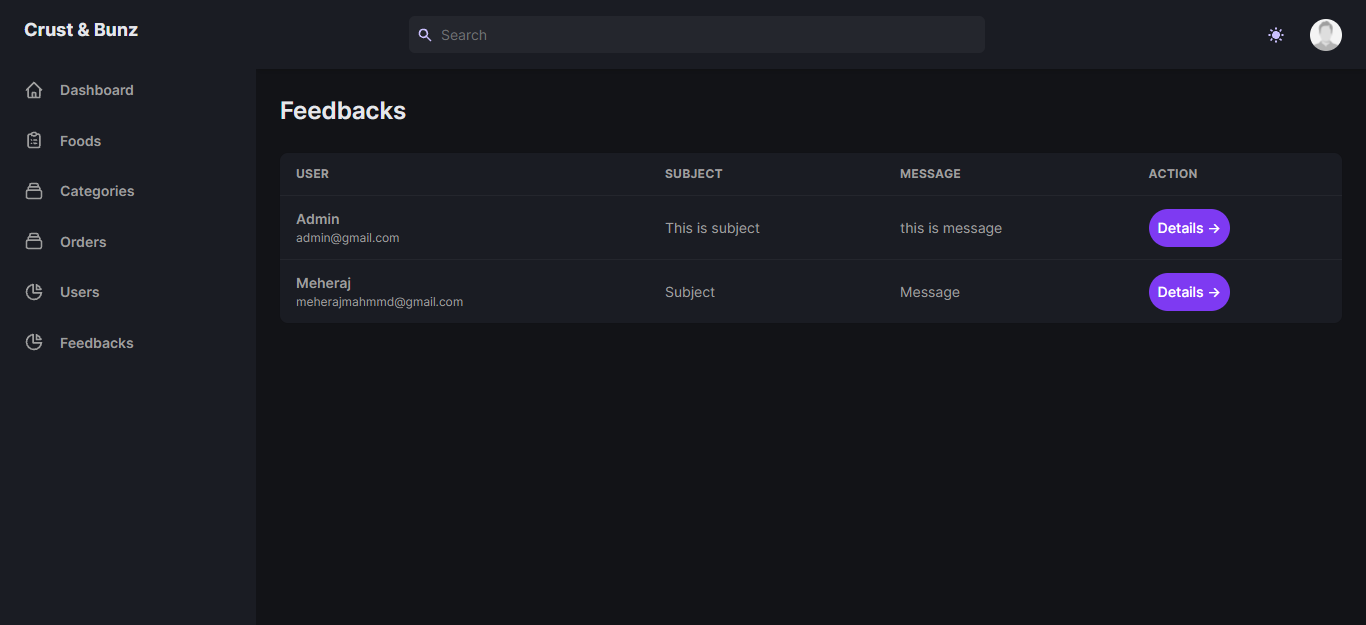 Crust & Bunz
Search
Dashboard
Foods
Categories
Orders
Users
Feedbacks
Feedbacks
USER SUBJECT MESSAGE ACTION
Admin
admin@gmail.com
This is subject this is message Details →
Meheraj
meherajmahmmd@gmail.com
Subject Message Details →